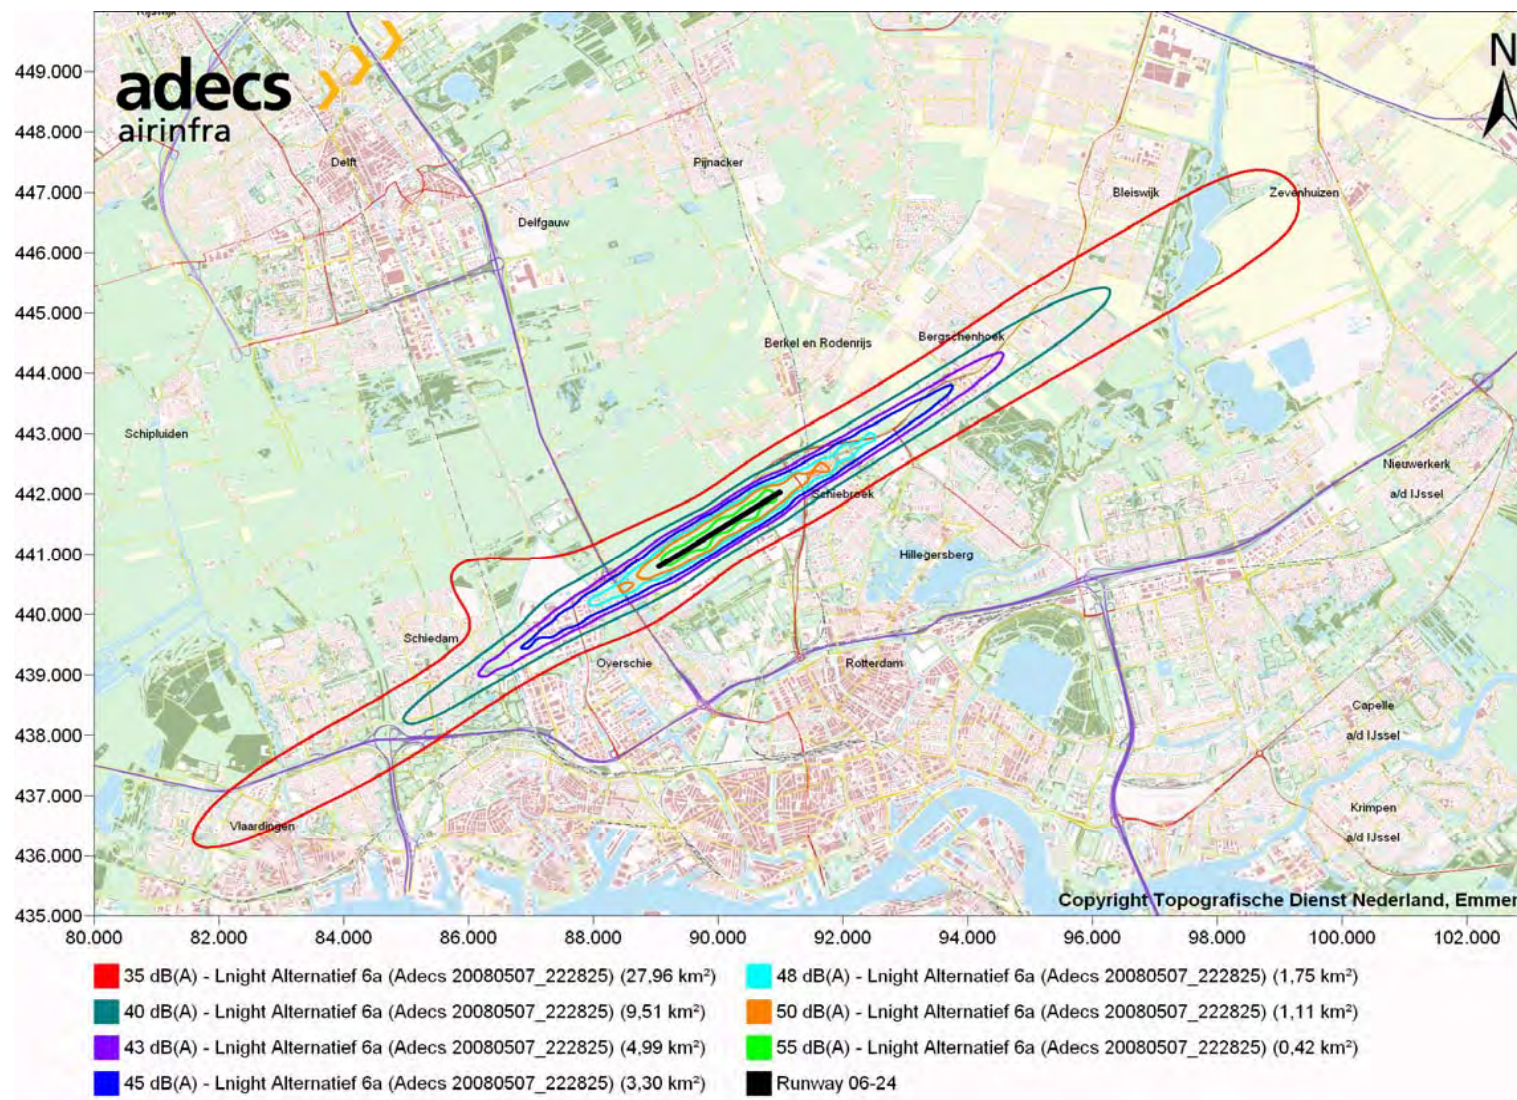 Rijswijk
N
449.000
adecs
airinfra
448.000
Delft
Pijnacker
447.000
Bleiswijk
Zevenhuizen
Delfgauw
446.000
445.000
Berkel en Rodenrijs
Bergschenhoek
444.000
443.000
Schipluiden
Nieuwerkerk
a/d IJssel
442.000
Schiebroek
441.000
Hillegersberg
440.000
Schiedam
439.000
Overschie
Rotterdam
Capelle
a/d IJssel
438.000
437.000
Krimpen
a/d IJssel
Vlaardingen
436.000
Copyright Topografische Dienst Nederland, Emmen
435.000
80.000 82.000 84.000 86.000 88.000 90.000 92.000 94.000 96.000 98.000 100.000 102.000
35 dB(A) - Lnight Alternatief 6a (Adecs 20080507_222825) (27,96 km²)
40 dB(A) - Lnight Alternatief 6a (Adecs 20080507_222825) (9,51 km²)
43 dB(A) - Lnight Alternatief 6a (Adecs 20080507_222825) (4,99 km²)
45 dB(A) - Lnight Alternatief 6a (Adecs 20080507_222825) (3,30 km²)
48 dB(A) - Lnight Alternatief 6a (Adecs 20080507_222825) (1,75 km²)
50 dB(A) - Lnight Alternatief 6a (Adecs 20080507_222825) (1,11 km²)
55 dB(A) - Lnight Alternatief 6a (Adecs 20080507_222825) (0,42 km²)
Runway 06-24